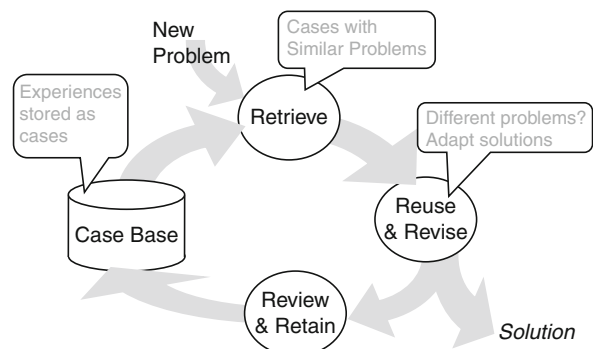 New
Problem
Cases with
Similar Problems
Experiences
stored as
cases
Retrieve
Different problems?
Adapt solutions
Case Base
Reuse
& Revise
Review
& Retain
Solution